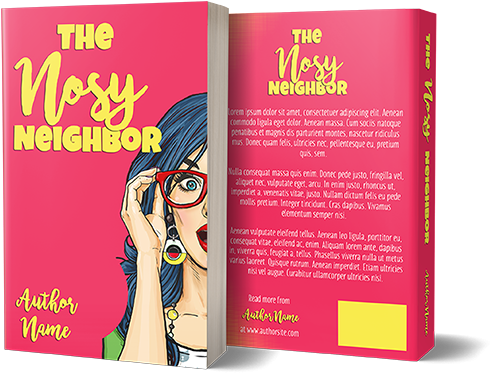 THE
Nosy
NEIGHBOR
Author
Name
THE
Nosy
NEIGHBOR
Lorem ipsum dolor sit amet, consectetuer adipiscing elit. Aenean
commodo ligula eget dolor. Aenean massa. Cum sociis natoque
penatibus et magnis dis parturient montes, nascetur ridiculus
mus. Donec quam felis, ultricies nec, pellentesque eu, pretium
quis, sem.
Nulla consequat massa quis enim. Donec pede justo, fringilla vel,
aliquet nec, vulputate eget, arcu. In enim justo, rhoncus ut,
imperdiet a, venenatis vitae, justo. Nullam dictum felis eu pede
mollis pretium. Integer tincidunt. Cras dapibus. Vivamus
elementum semper nisi.
Aenean vulputate eleifend tellus. Aenean leo ligula, porttitor eu,
consequat vitae, eleifend ac, enim. Aliquam lorem ante, dapibus
in, viverra quis, feugiat a, tellus. Phasellus viverra nulla ut metus
varius laoreet. Quisque rutrum. Aenean imperdiet. Etiam ultricies
nisi vel augue. Curabitur ullamcorper ultricies nisi.
Read more from
Author Name
at www.authorsite.com
THE Nosy NEIGHBOR
Author Name